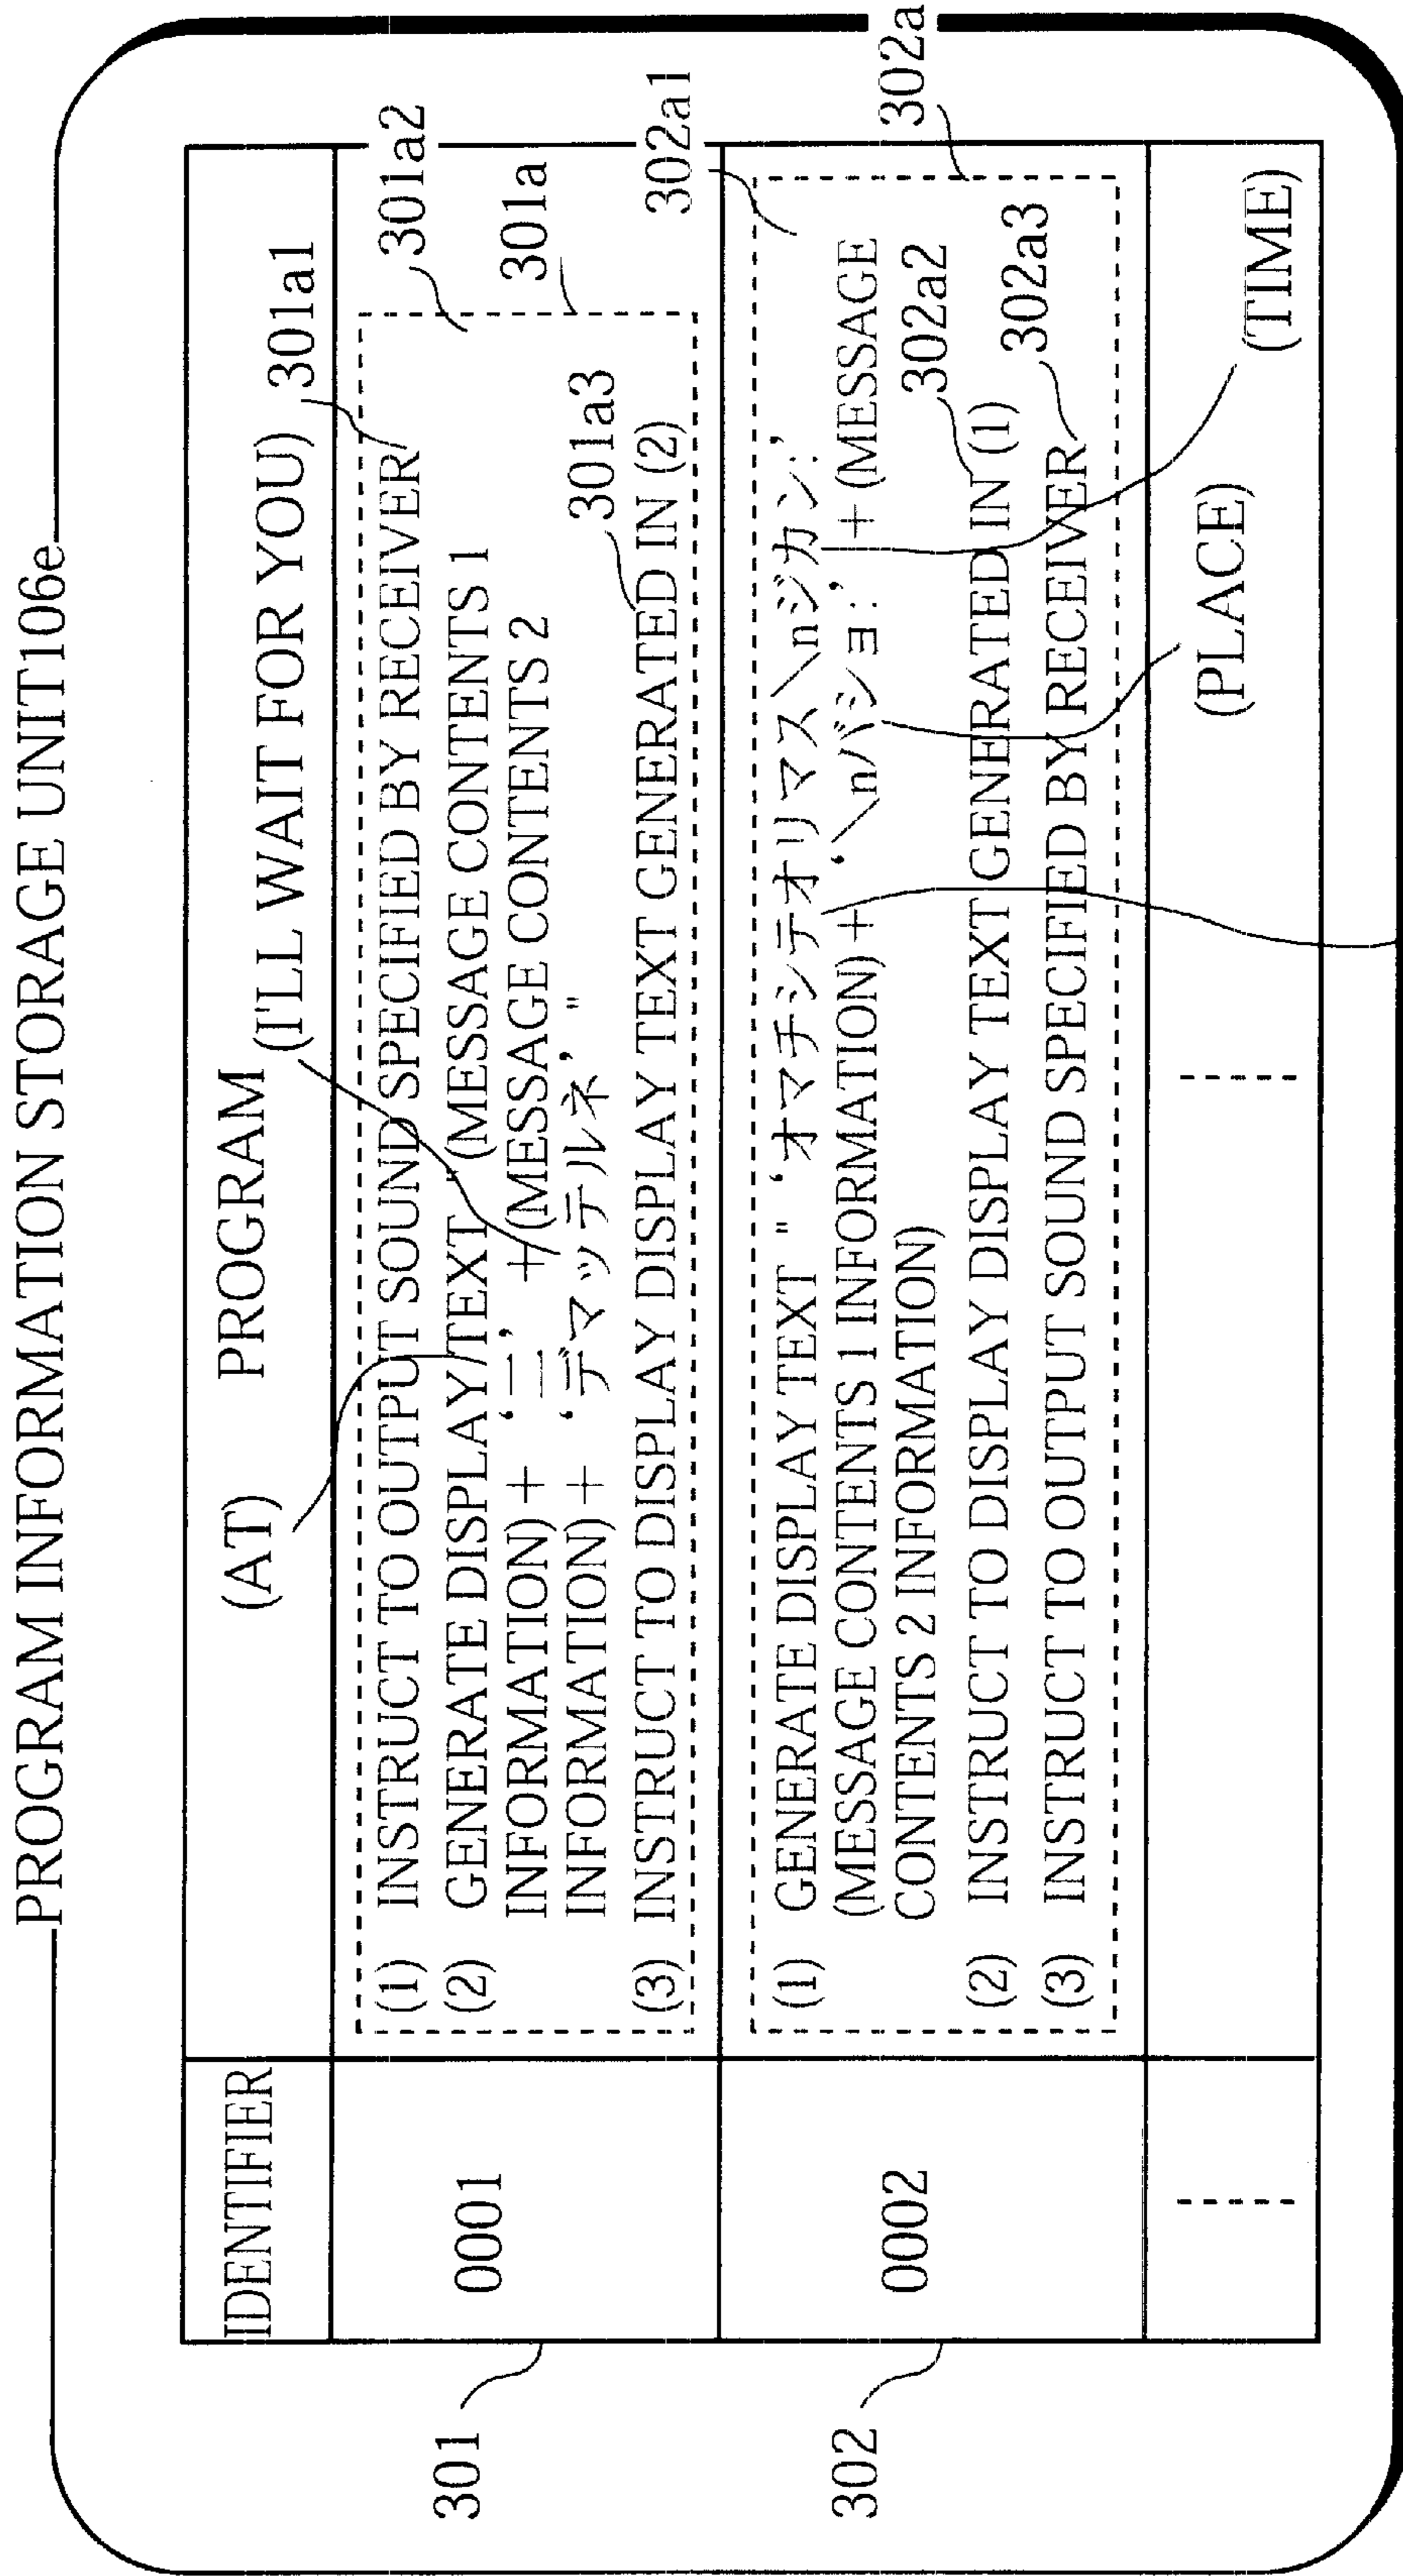 PROGRAM INFORMATION STORAGE UNIT106e
IDENTIFIER
PROGRAM
(AT)
(I'LL WAIT FOR YOU)
301a1
301
0001
(1) INSTRUCT TO OUTPUT SOUND SPECIFIED BY RECEIVER
301a2
(2) GENERATE DISPLAY TEXT " (MESSAGE CONTENTS 1
INFORMATION) + ‘ニ’ + (MESSAGE CONTENTS 2
301a
INFORMATION) + ‘デマッテルネ’ "
301a3
(3) INSTRUCT TO DISPLAY DISPLAY TEXT GENERATED IN (2)
302a1
302
0002
(1) GENERATE DISPLAY TEXT " ‘オマチシテオリマス\nジカン:’
(MESSAGE CONTENTS 1 INFORMATION) + ‘\nバショ:’ + (MESSAGE
CONTENTS 2 INFORMATION)
302a
302a2
(2) INSTRUCT TO DISPLAY DISPLAY TEXT GENERATED IN (1)
302a3
(3) INSTRUCT TO OUTPUT SOUND SPECIFIED BY RECEIVER
(PLACE)
(TIME)